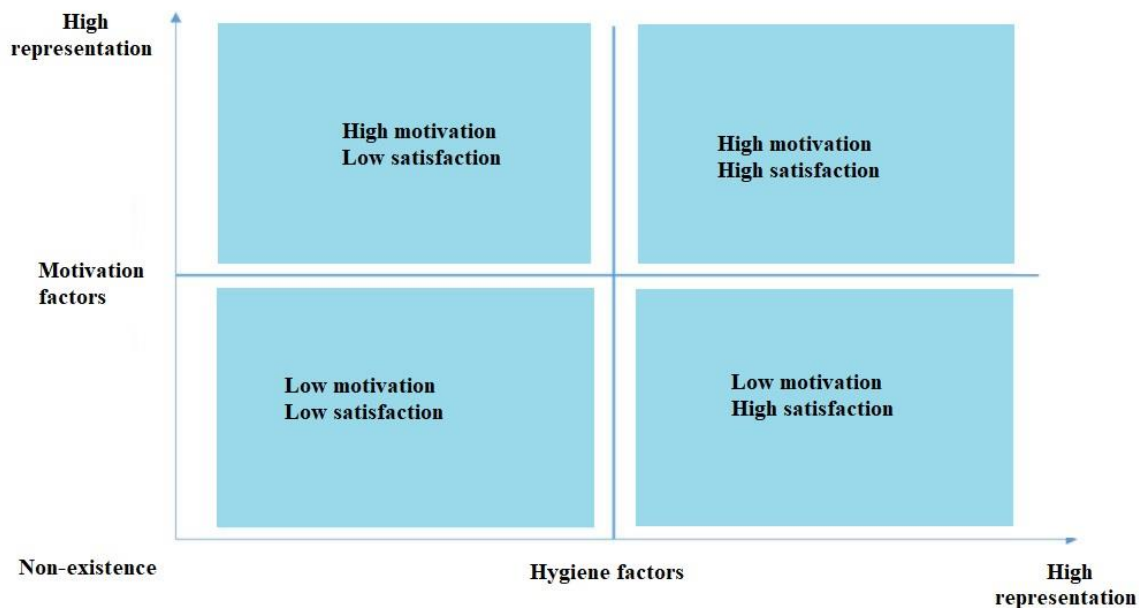 High
representation
High motivation
Low satisfaction
High motivation
High satisfaction
Motivation
factors
Low motivation
Low satisfaction
Low motivation
High satisfaction
Non-existence
Hygiene factors
High
representation